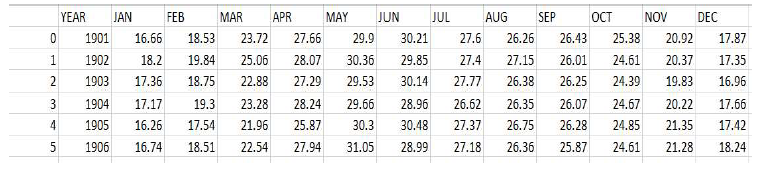 YEAR JAN FEB MAR APR MAY JUN JUL AUG SEP OCT NOV DEC
0 1901 16.66 18.53 23.72 27.66 29.9 30.21 27.6 26.26 26.43 25.38 20.92 17.87
1 1902 18.2 19.84 25.06 28.07 30.36 29.85 27.4 27.15 26.01 24.61 20.37 17.35
2 1903 17.36 18.75 22.88 27.29 29.53 30.14 27.77 26.38 26.25 24.39 19.83 16.96
3 1904 17.17 19.3 23.28 28.24 29.66 28.96 26.62 26.35 26.07 24.67 20.22 17.66
4 1905 16.26 17.54 21.96 25.87 30.3 30.48 27.37 26.75 26.28 24.85 21.35 17.42
5 1906 16.74 18.51 22.54 27.94 31.05 28.99 27.18 26.36 25.87 24.61 21.28 18.24